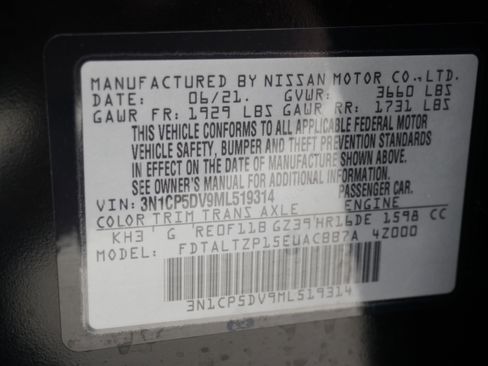 MANUFACTURED BY NISSAN MOTOR CO.,LTD.
DATE: 06/21. GVWR: 3660 LBS
GAWR FR: 1929 LBS GAWR RR: 1731 LBS
THIS VEHICLE CONFORMS TO ALL APPLICABLE FEDERAL MOTOR
VEHICLE SAFETY, BUMPER AND THEFT PREVENTION STANDARDS
IN EFFECT ON THE DATE OF MANUFACTURE SHOWN ABOVE.
SEE OWNER'S MANUAL FOR ADDITIONAL INFORMATION.
VIN: 3N1CP5DV9ML519314 PASSENGER CAR
COLOR TRIM TRANS AXLE ENGINE
KH3 G RE0F11B GZ39 HR16DE 1598 CC
MODEL: FDTALTZP15EUACBB7A 4Z000
3N1CP5DV9ML519314